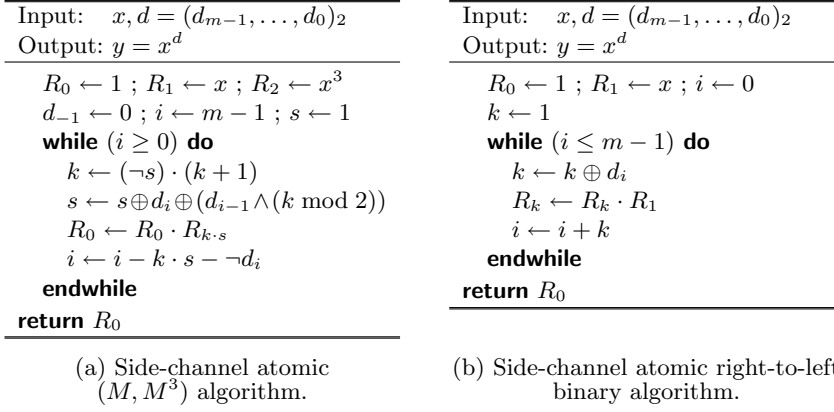 Input: x, d = (d_{m−1}, . . . , d_0)_2
Output: y = x^d
R_0 ← 1 ; R_1 ← x ; R_2 ← x^3
d_{−1} ← 0 ; i ← m − 1 ; s ← 1
while (i ≥ 0) do
k ← (¬s) · (k + 1)
s ← s⊕d_i⊕(d_{i−1}∧(k mod 2))
R_0 ← R_0 · R_{k·s}
i ← i − k · s − ¬d_i
endwhile
return R_0
(a) Side-channel atomic
(M, M^3) algorithm.
Input: x, d = (d_{m−1}, . . . , d_0)_2
Output: y = x^d
R_0 ← 1 ; R_1 ← x ; i ← 0
k ← 1
while (i ≤ m − 1) do
k ← k ⊕ d_i
R_k ← R_k · R_1
i ← i + k
endwhile
return R_0
(b) Side-channel atomic right-to-left
binary algorithm.